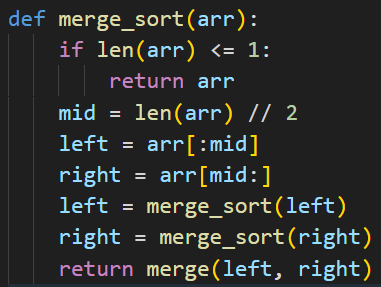 def merge_sort(arr):
    if len(arr) <= 1:
        return arr
    mid = len(arr) // 2
    left = arr[:mid]
    right = arr[mid:]
    left = merge_sort(left)
    right = merge_sort(right)
    return merge(left, right)